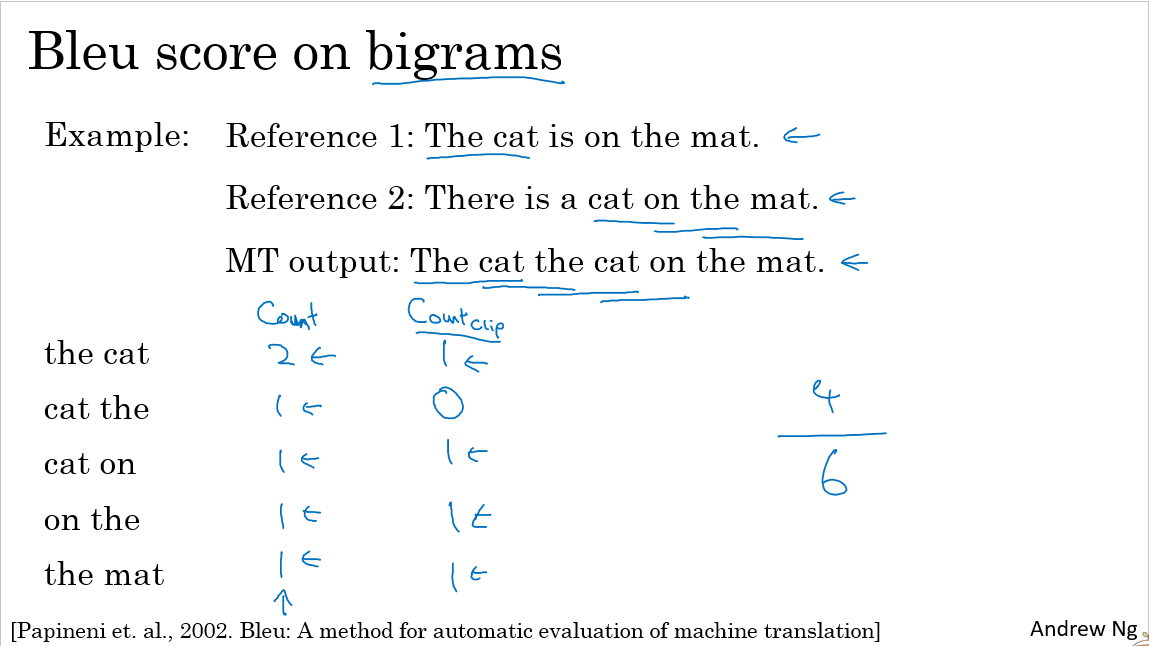 Bleu score on bigrams
Example: Reference 1: The cat is on the mat. ←
Reference 2: There is a cat on the mat. ←
MT output: The cat the cat on the mat. ←
Count Count clip
the cat 2 ← 1 ←
cat the 1 ← 0
cat on 1 ← 1 ←
on the 1 ← 1 ←
the mat 1 ← 1 ←
↑
4
6
[Papineni et. al., 2002. Bleu: A method for automatic evaluation of machine translation] Andrew Ng